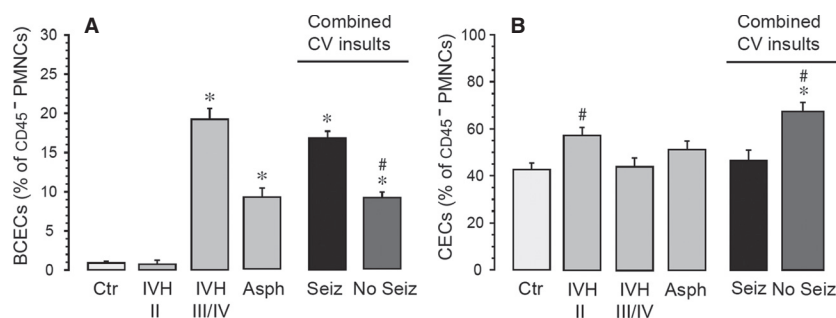 A
Combined
CV insults
BCECs (% of CD45⁻ PMNCs)
30
25
20
15
10
5
0
*
*
*
#
*
Ctr
IVH
II
IVH
III/IV
Asph
Seiz
No Seiz
B
Combined
CV insults
CECs (% of CD45⁻ PMNCs)
100
80
60
40
20
0
#
#
*
Ctr
IVH
II
IVH
III/IV
Asph
Seiz
No Seiz